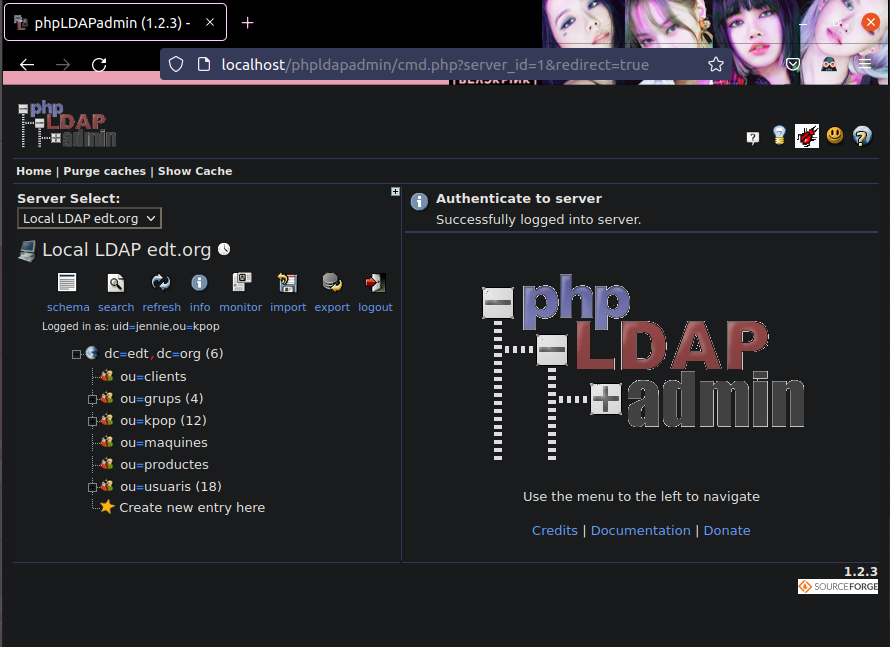 phpLDAPadmin (1.2.3) -
localhost/phpldapadmin/cmd.php?server_id=1&redirect=true
php
LDAP
admin
Home | Purge caches | Show Cache
Server Select:
Local LDAP edt.org
Local LDAP edt.org
schema search refresh info monitor import export logout
Logged in as: uid=jennie,ou=kpop
dc=edt,dc=org (6)
ou=clients
ou=grups (4)
ou=kpop (12)
ou=maquines
ou=productes
ou=usuaris (18)
Create new entry here
Authenticate to server
Successfully logged into server.
php
LDAP
admin
Use the menu to the left to navigate
Credits | Documentation | Donate
1.2.3
SOURCEFORGE